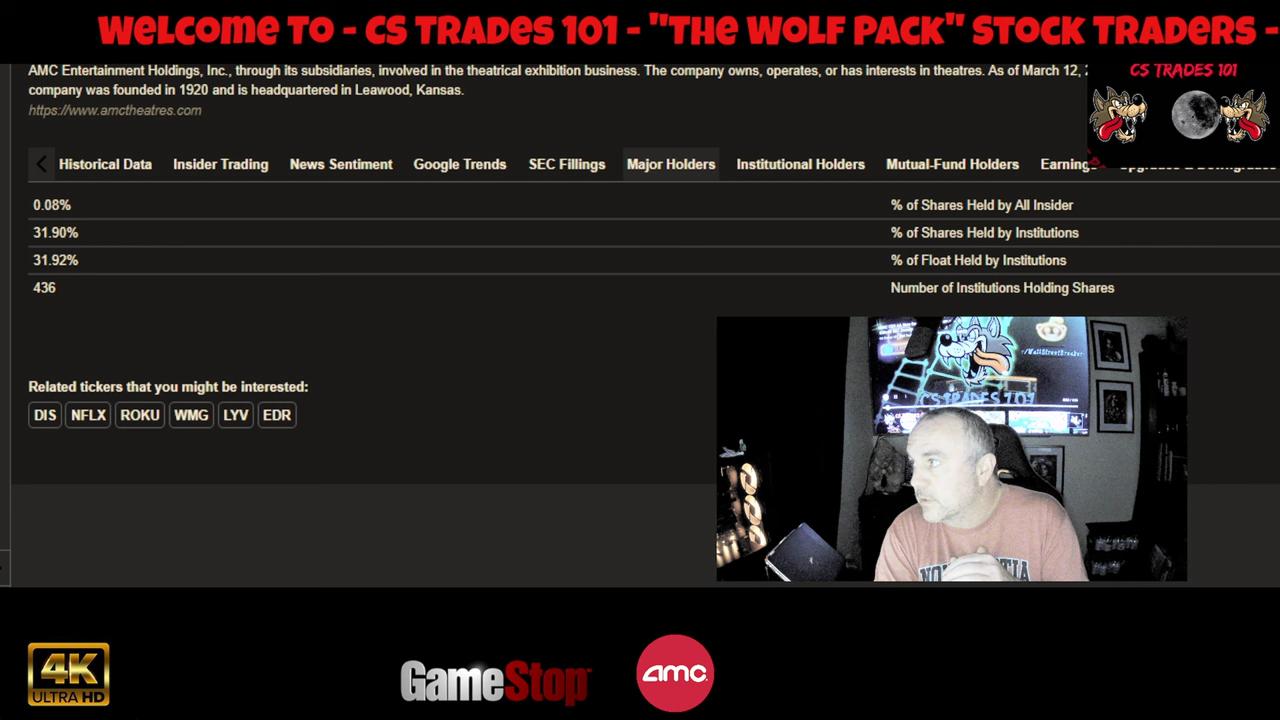 Welcome To - CS Trades 101 - "The Wolf Pack" Stock Traders -
AMC Entertainment Holdings, Inc., through its subsidiaries, involved in the theatrical exhibition business. The company owns, operates, or has interests in theatres. As of March 12,
CS TRADES 101
company was founded in 1920 and is headquartered in Leawood, Kansas.
https://www.amctheatres.com
Historical Data Insider Trading News Sentiment Google Trends SEC Fillings Major Holders Institutional Holders Mutual-Fund Holders Earnings
0.08% % of Shares Held by All Insider
31.90% % of Shares Held by Institutions
31.92% % of Float Held by Institutions
436 Number of Institutions Holding Shares
r/WallStreetBreaker
CS TRADES 101
Related tickers that you might be interested:
DIS NFLX ROKU WMG LYV EDR
4K
ULTRA HD
GameStop
amc